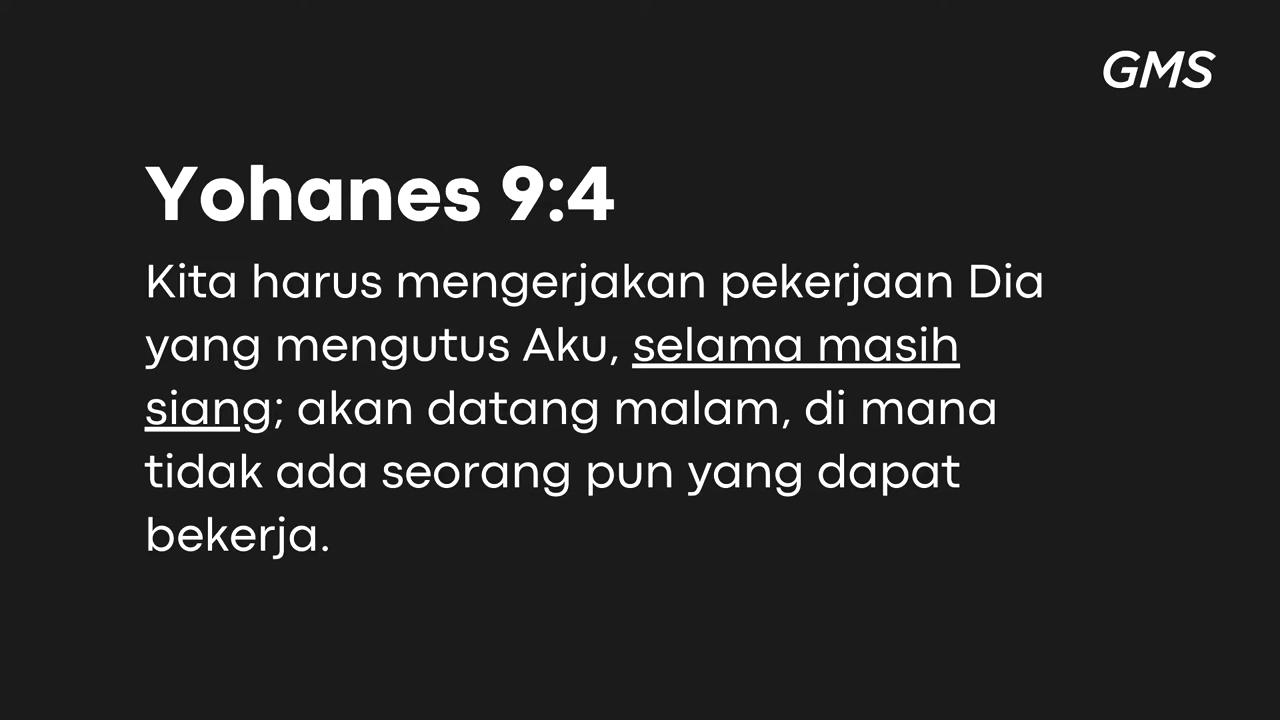 GMS
Yohanes 9:4
Kita harus mengerjakan pekerjaan Dia
yang mengutus Aku, selama masih
siang; akan datang malam, di mana
tidak ada seorang pun yang dapat
bekerja.